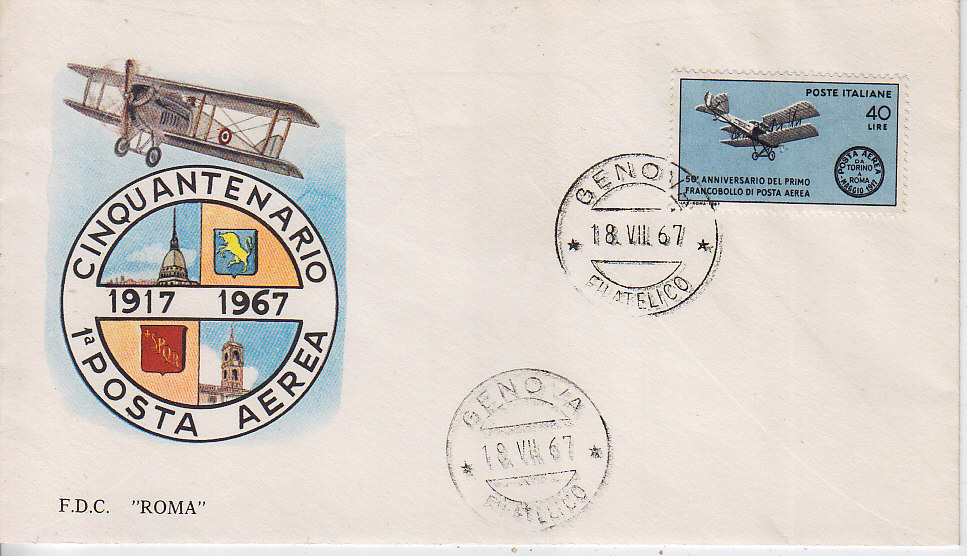 CINQUANTENARIO
1917 1967
SPQR
1ª POSTA AEREA
F.D.C. "ROMA"
POSTE ITALIANE
40
LIRE
POSTA AEREA
DA
TORINO
A
ROMA
MAGGIO 1917
50° ANNIVERSARIO DEL PRIMO
FRANCOBOLLO DI POSTA AEREA
GENOVA
18. VII. 67
FILATELICO
GENOVA
18. VII. 67
FILATELICO